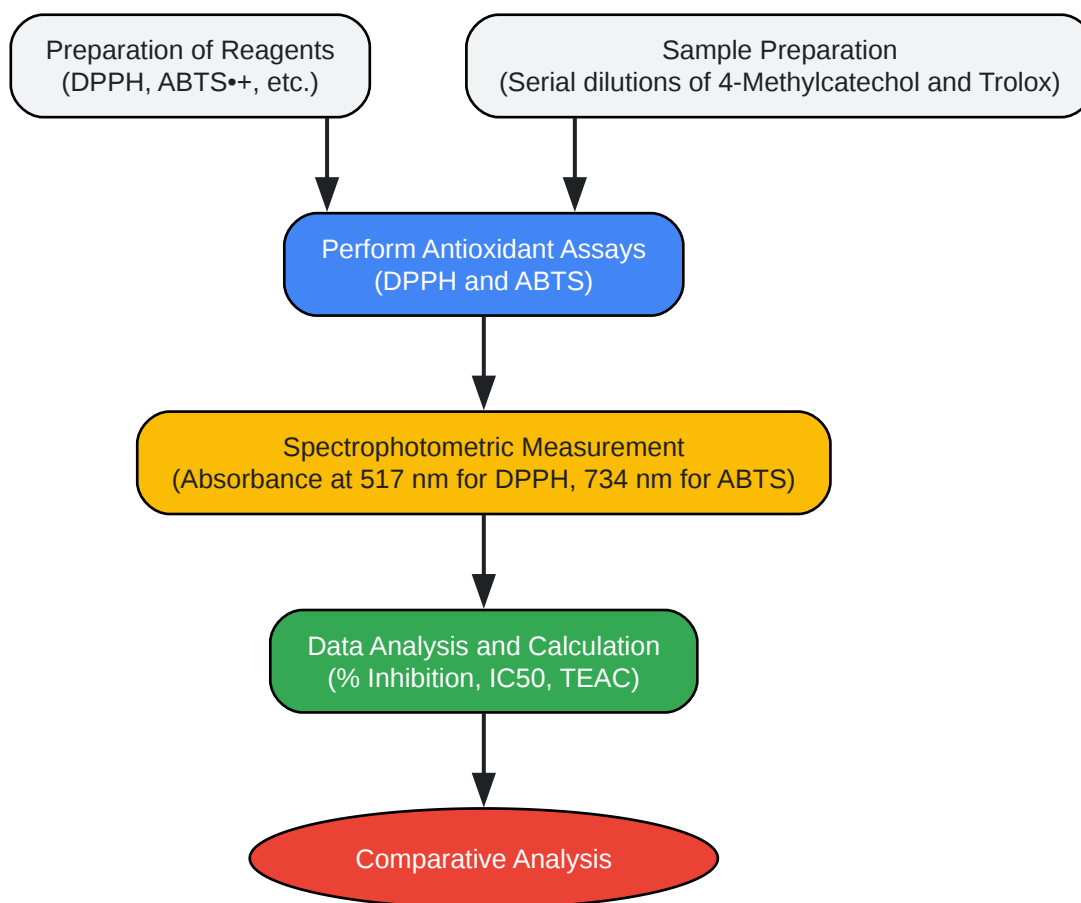 Preparation of Reagents
(DPPH, ABTS•+, etc.)
Sample Preparation
(Serial dilutions of 4-Methylcatechol and Trolox)
Perform Antioxidant Assays
(DPPH and ABTS)
Spectrophotometric Measurement
(Absorbance at 517 nm for DPPH, 734 nm for ABTS)
Data Analysis and Calculation
(% Inhibition, IC50, TEAC)
Comparative Analysis